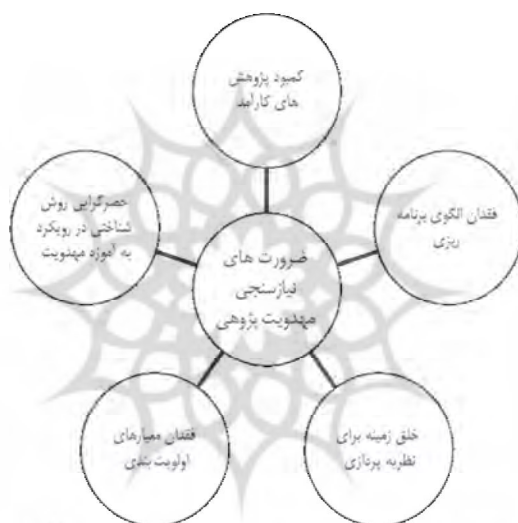 کمبود پژوهش
های کارآمد
فقدان الگوی برنامه
ریزی
حصرگرایی روش
شناختی در رویکرد
به آموزه مهدویت
ضرورت های
نیازسنجی
مهدویت پژوهی
خلق زمینه برای
نظریه پردازی
فقدان معیارهای
اولویت بندی